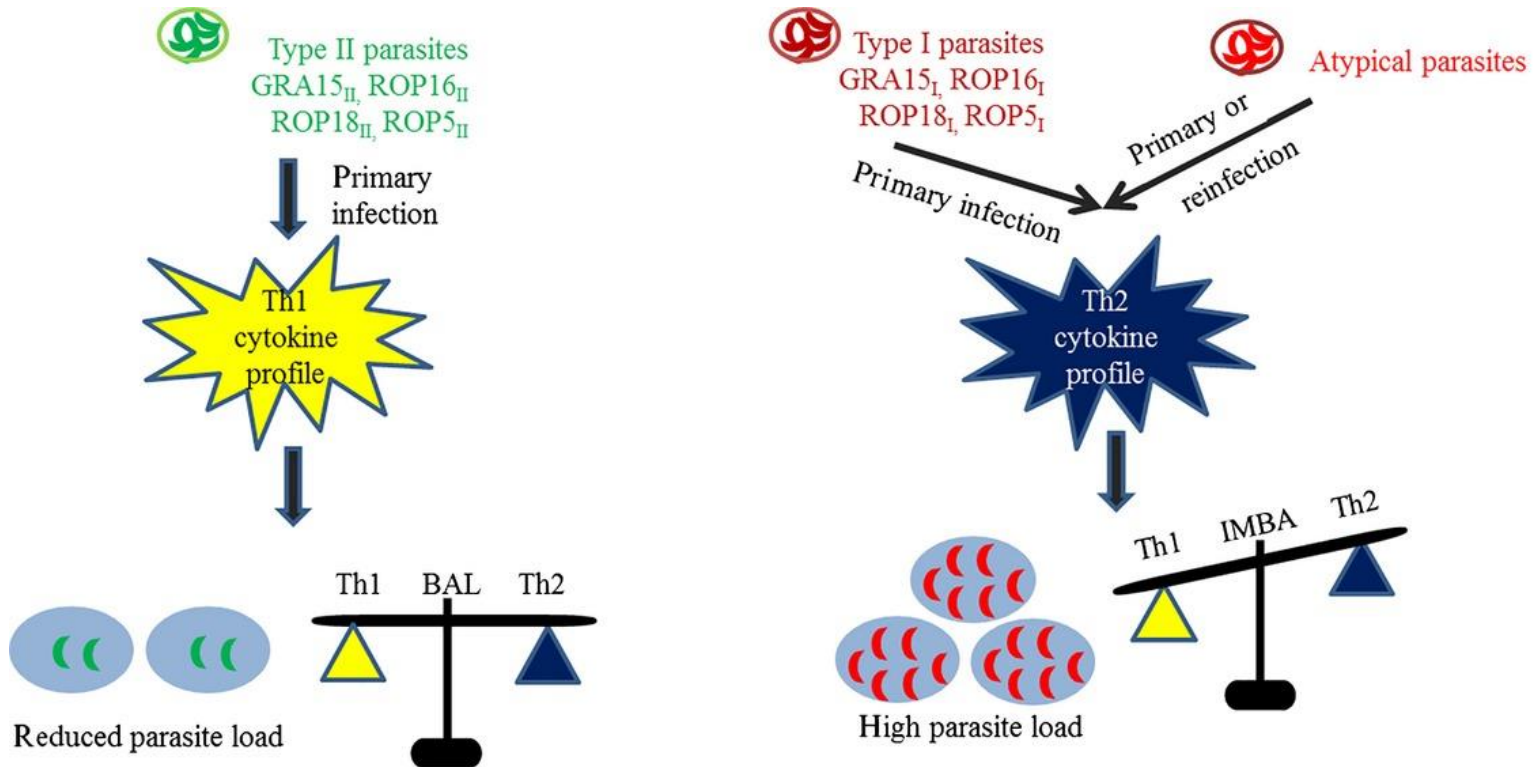 Type II parasites
GRA15II, ROP16II
ROP18II, ROP5II
Primary
infection
Th1
cytokine
profile
Th1 BAL Th2
Reduced parasite load
Type I parasites
GRA15I, ROP16I
ROP18I, ROP5I
Atypical parasites
Primary infection
Primary or
reinfection
Th2
cytokine
profile
Th1 IMBA Th2
High parasite load